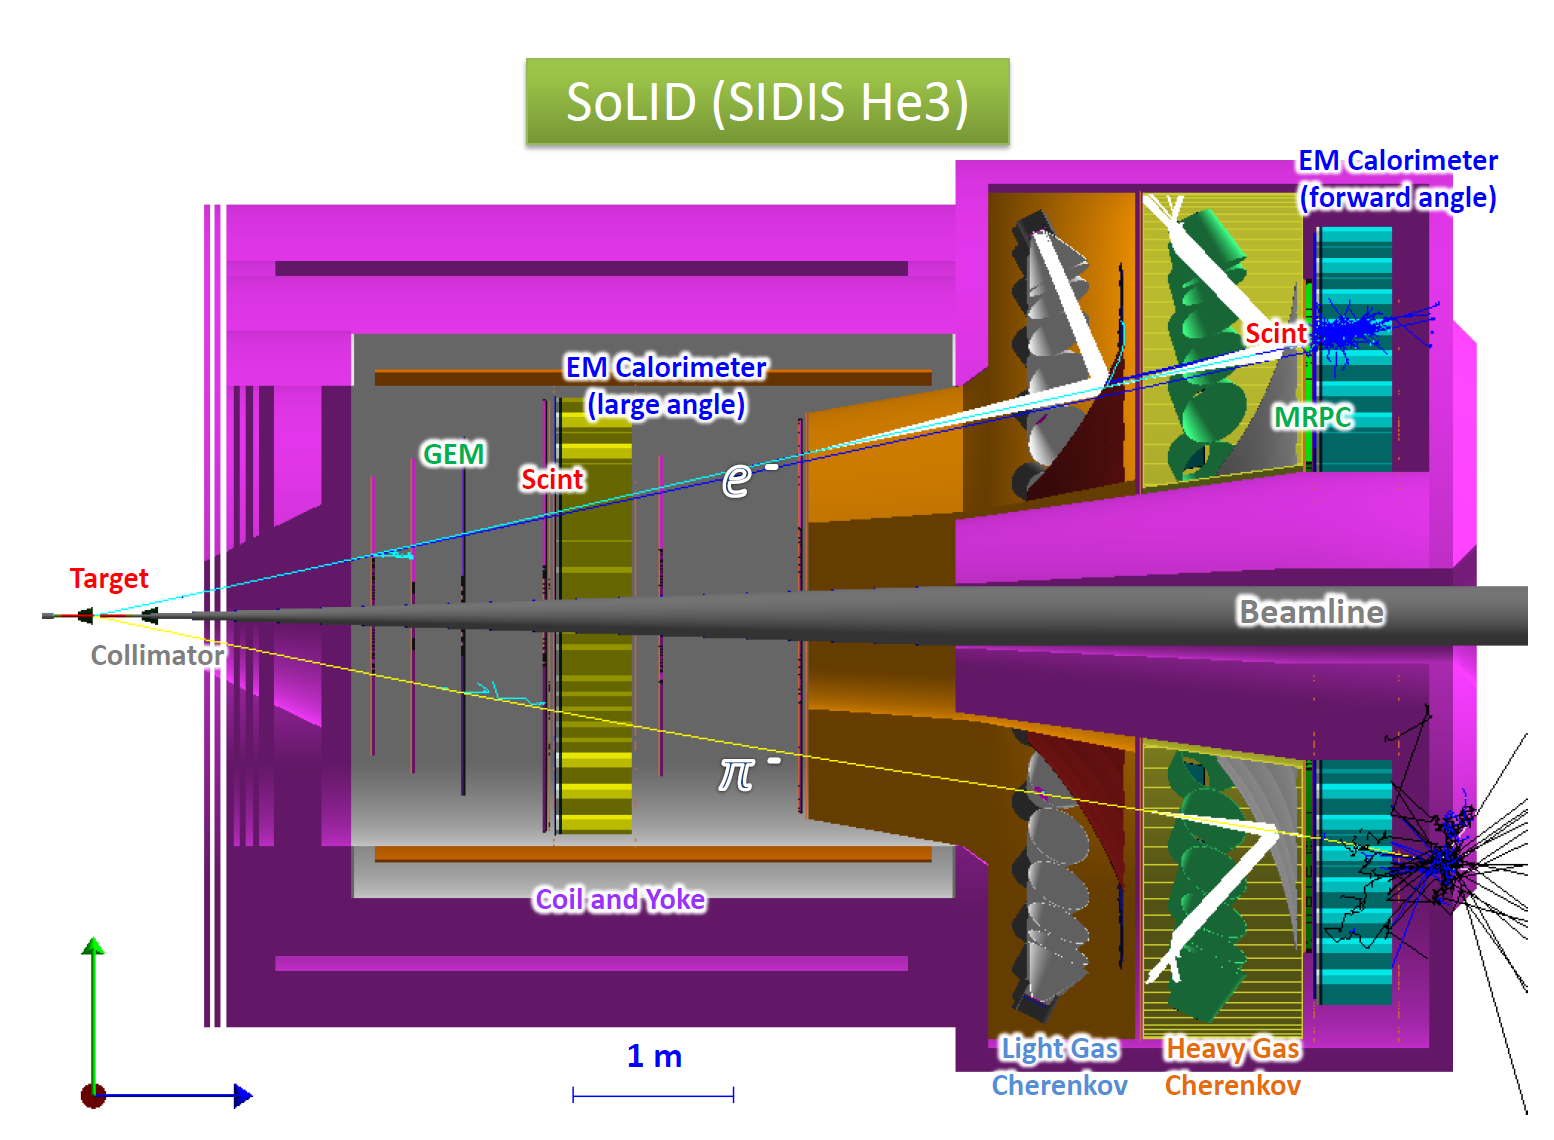 SoLID (SIDIS He3)
EM Calorimeter
(forward angle)
Scint
EM Calorimeter
(large angle)
MRPC
GEM
Scint
e⁻
Target
Beamline
Collimator
π⁻
Coil and Yoke
1 m
Light Gas
Cherenkov
Heavy Gas
Cherenkov